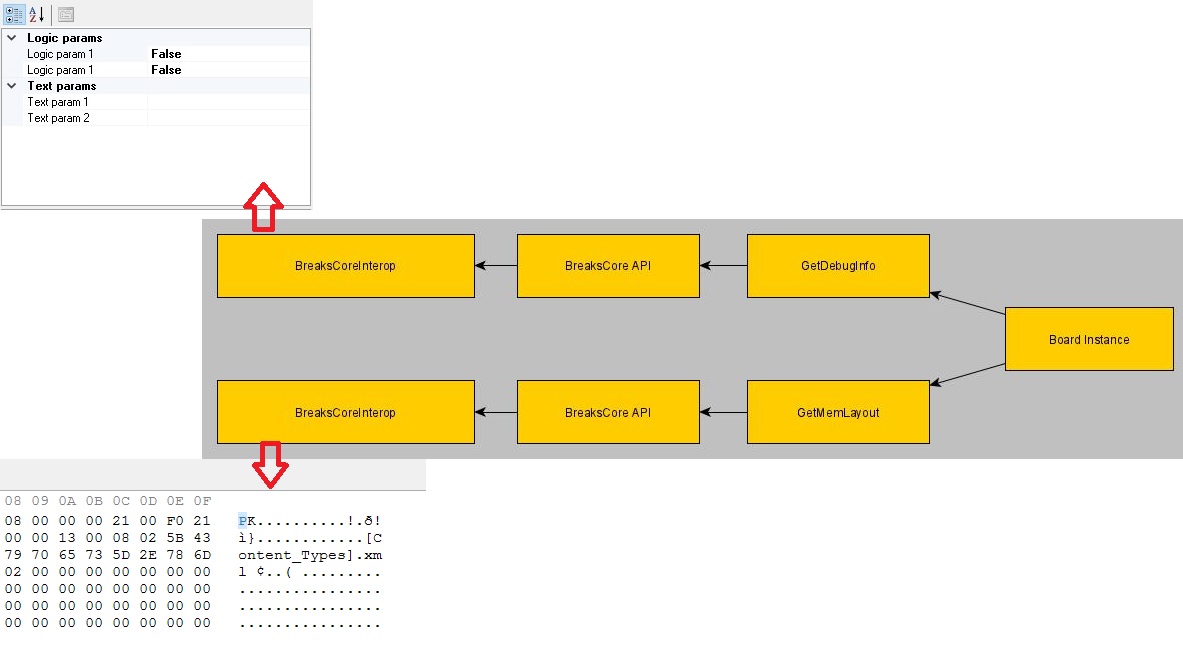 Logic params
Logic param 1 False
Logic param 1 False
Text params
Text param 1
Text param 2
BreaksCoreInterop BreaksCore API GetDebugInfo
Board Instance
BreaksCoreInterop BreaksCore API GetMemLayout
08 09 0A 0B 0C 0D 0E 0F
08 00 00 00 21 00 F0 21 PK..........!.ð!
00 00 13 00 08 02 5B 43 ì}............[C
79 70 65 73 5D 2E 78 6D ontent_Types].xm
02 00 00 00 00 00 00 00 l ¢..( .........
00 00 00 00 00 00 00 00 ................
00 00 00 00 00 00 00 00 ................
00 00 00 00 00 00 00 00 ................